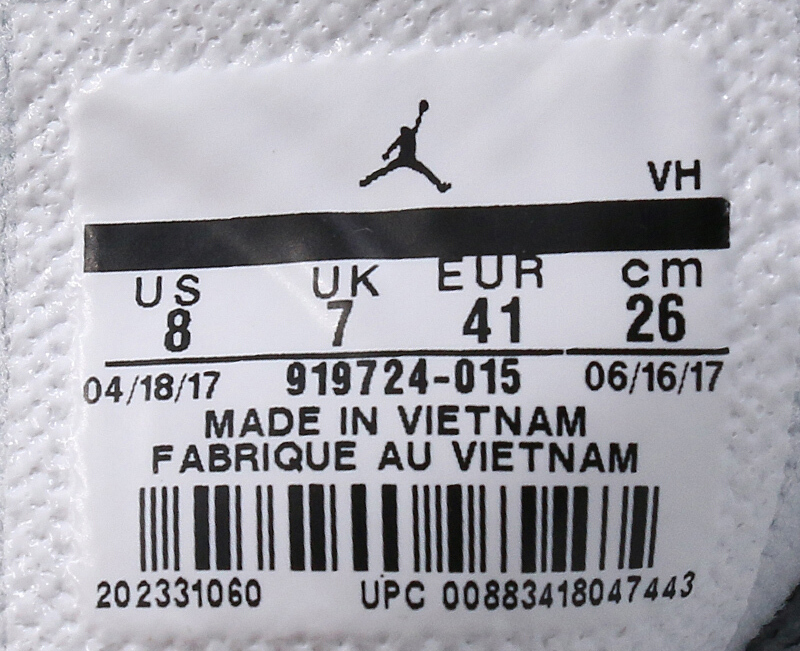 VH
US UK EUR cm
8 7 41 26
04/18/17 919724-015 06/16/17
MADE IN VIETNAM
FABRIQUE AU VIETNAM
202331060 UPC 00883418047443